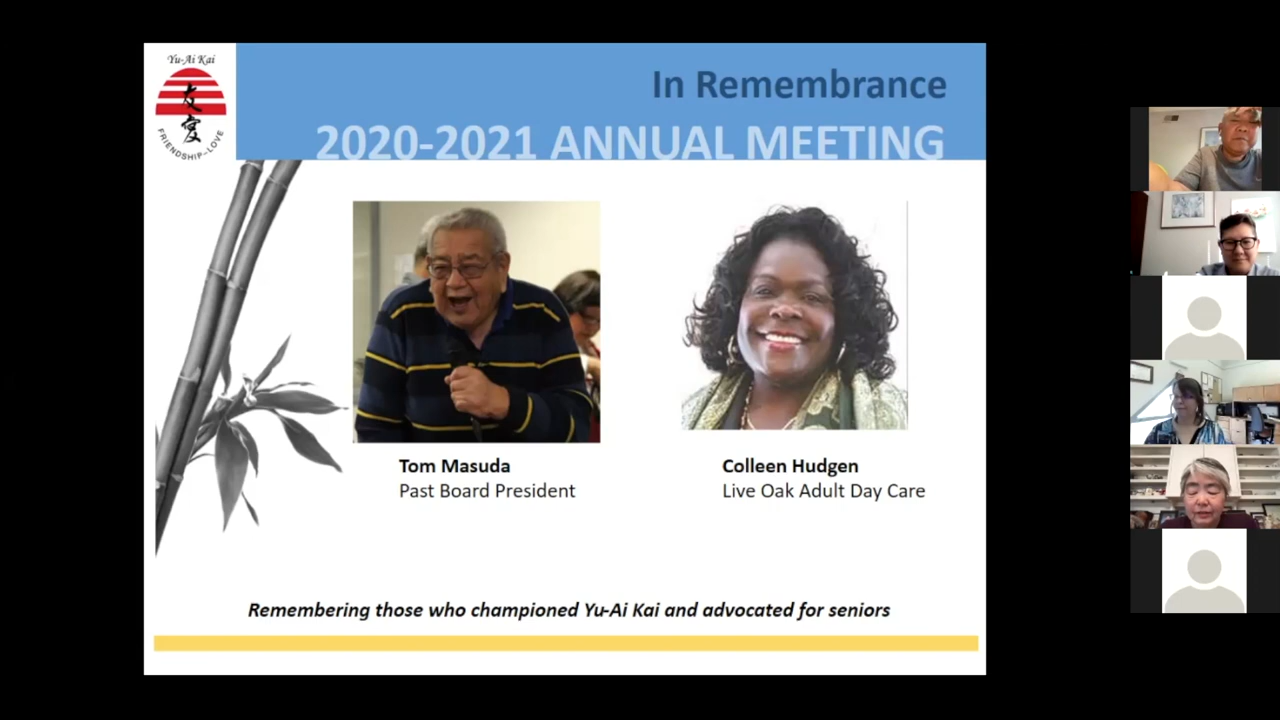 Yu-Ai Kai
友
愛
FRIENDSHIP-LOVE
In Remembrance
2020-2021 ANNUAL MEETING
Tom Masuda
Past Board President
Colleen Hudgen
Live Oak Adult Day Care
Remembering those who championed Yu-Ai Kai and advocated for seniors